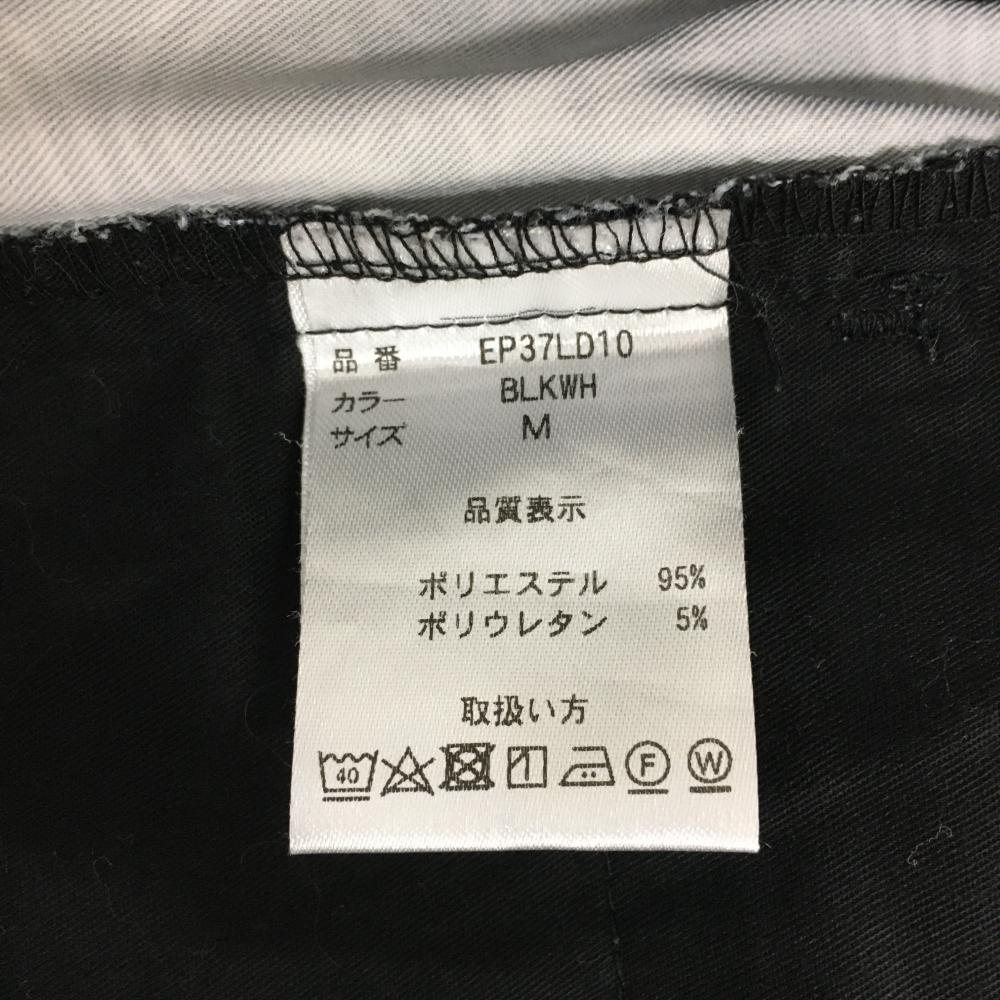 品番 EP37LD10
カラー BLKWH
サイズ M
品質表示
ポリエステル 95%
ポリウレタン 5%
取扱い方
40 F W